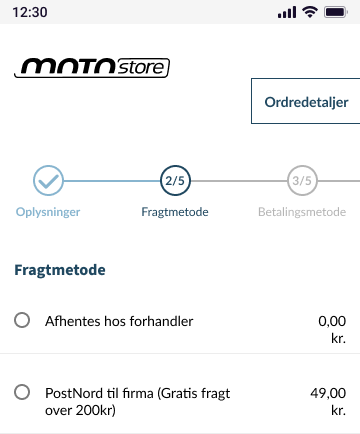 12:30
moto store
Ordredetaljer
2/5
3/5
Oplysninger
Fragtmetode
Betalingsmetode
Fragtmetode
Afhentes hos forhandler
0,00
kr.
PostNord til firma (Gratis fragt
over 200kr)
49,00
kr.